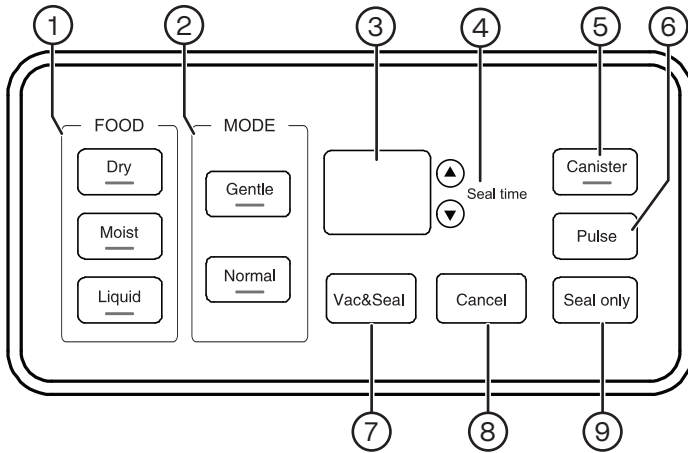 1 2 3 4 5 6
FOOD MODE
Dry
Gentle
Seal time
Canister
Moist
Pulse
Normal
Liquid
Vac&Seal
Cancel
Seal only
7 8 9